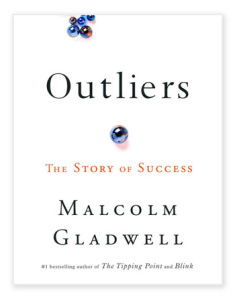 Outliers
THE STORY OF SUCCESS
MALCOLM
GLADWELL
#1 bestselling author of The Tipping Point and Blink